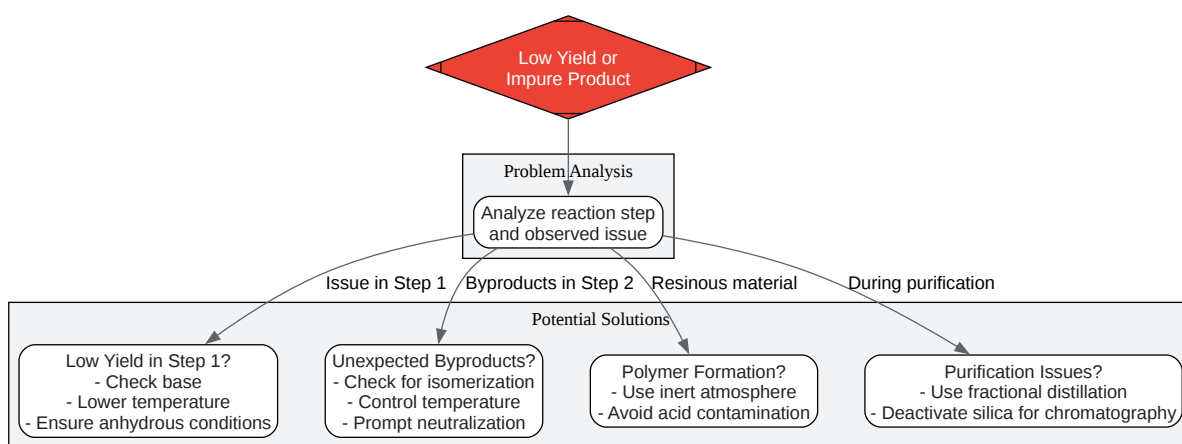 Low Yield or
Impure Product
Problem Analysis
Analyze reaction step
and observed issue
Issue in Step 1
Byproducts in Step 2
Resinous material
During purification
Potential Solutions
Low Yield in Step 1?
- Check base
- Lower temperature
- Ensure anhydrous conditions
Unexpected Byproducts?
- Check for isomerization
- Control temperature
- Prompt neutralization
Polymer Formation?
- Use inert atmosphere
- Avoid acid contamination
Purification Issues?
- Use fractional distillation
- Deactivate silica for chromatography